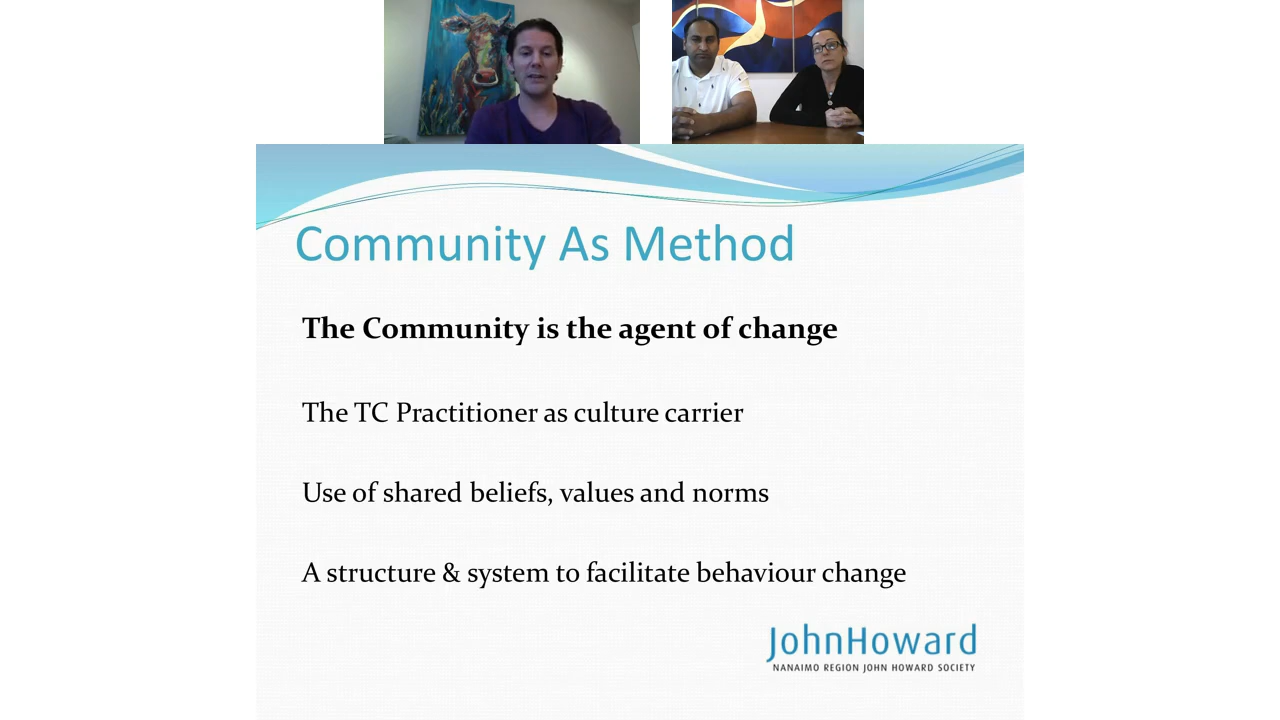 Community As Method
The Community is the agent of change
The TC Practitioner as culture carrier
Use of shared beliefs, values and norms
A structure & system to facilitate behaviour change
JohnHoward
NANAIMO REGION JOHN HOWARD SOCIETY